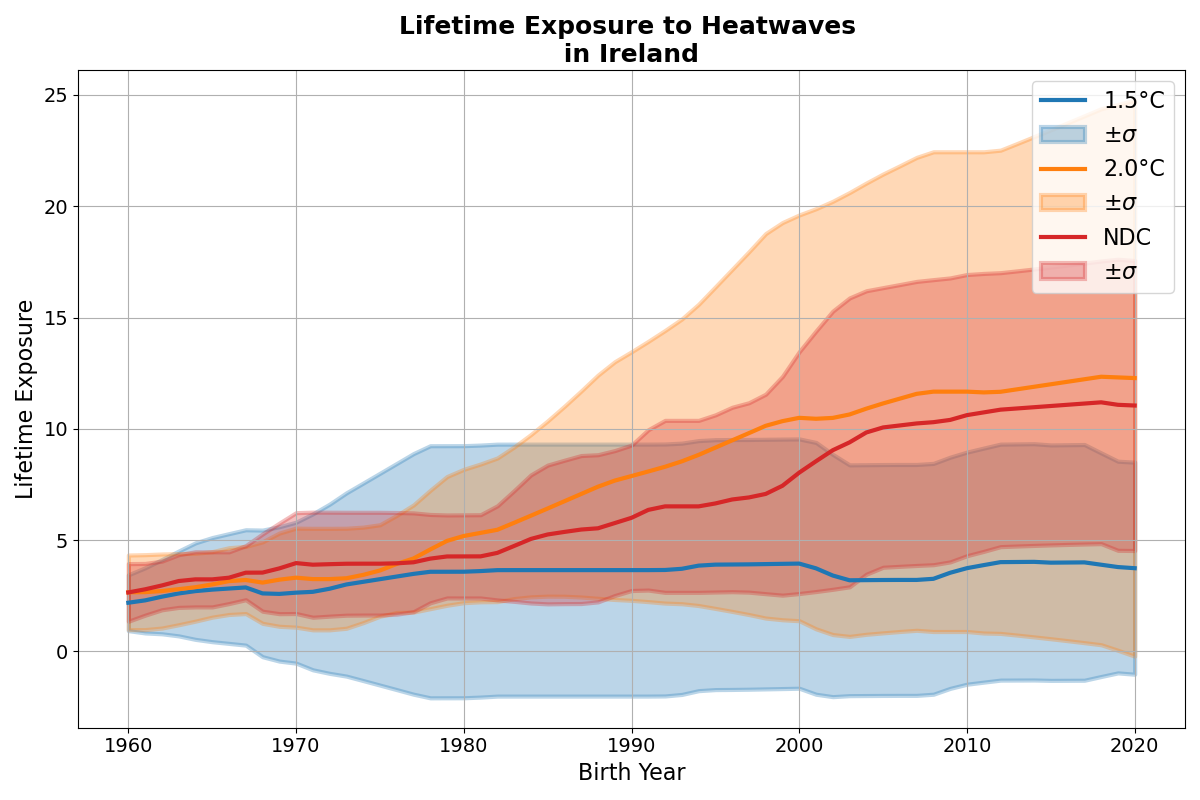 Lifetime Exposure to Heatwaves
in Ireland
25
20
15
10
5
0
Lifetime Exposure
1.5°C
±σ
2.0°C
±σ
NDC
±σ
1960
1970
1980
1990
2000
2010
2020
Birth Year